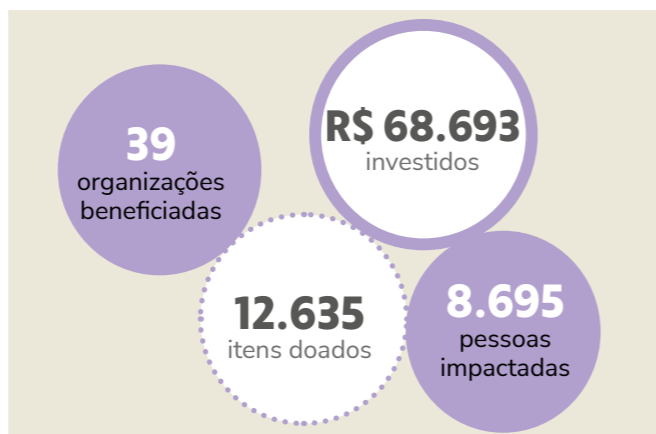 39
organizações
beneficiadas
R$ 68.693
investidos
12.635
itens doados
8.695
pessoas
impactadas